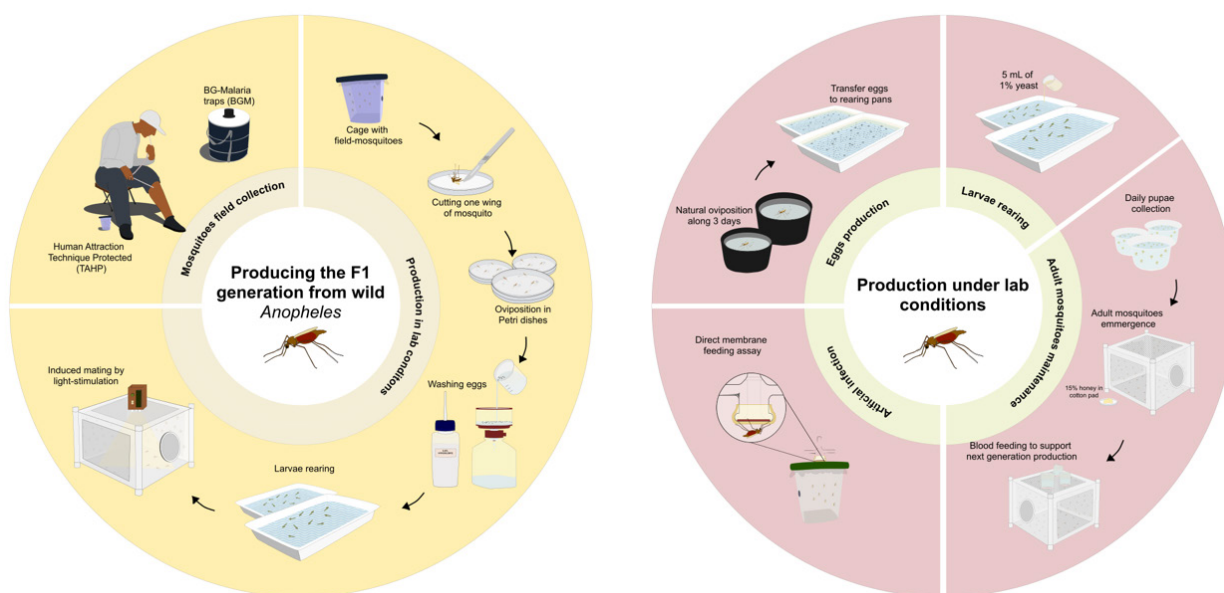 BG-Malaria
traps (BGM)
Human Attraction
Technique Protected
(TAHP)
Mosquitoes field collection
Cage with
field-mosquitoes
Cutting one wing
of mosquito
Oviposition in
Petri dishes
Washing eggs
Larvae rearing
Induced mating by
light-stimulation
Production in lab conditons
Producing the F1
generation from wild
Anopheles
Transfer eggs
to rearing pans
Natural oviposition
along 3 days
Eggs production
5 mL of
1% yeast
Larvae rearing
Daily pupae
collection
Adult mosquitoes
emmergence
15% honey in
cotton pad
Blood feeding to support
next generation production
Adult mosquitoes maintenance
Direct membrane
feeding assay
Artificial infection
Production under lab
conditions